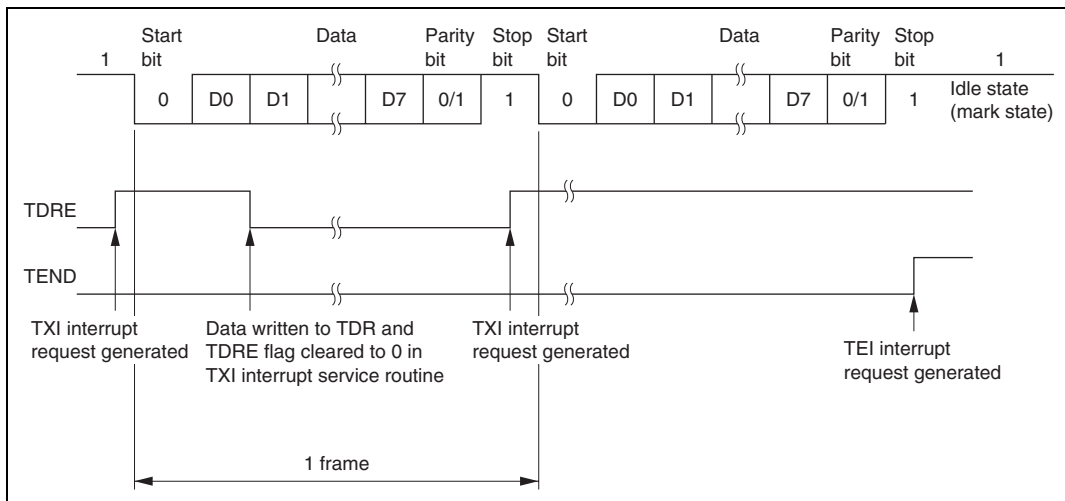 Start Data Parity Stop Start Data Parity Stop
1 bit bit bit bit bit bit 1
0 D0 D1 D7 0/1 1 0 D0 D1 D7 0/1 1 Idle state
(mark state)
TDRE
TEND
TXI interrupt
request generated
Data written to TDR and
TDRE flag cleared to 0 in
TXI interrupt service routine
TXI interrupt
request generated
TEI interrupt
request generated
1 frame